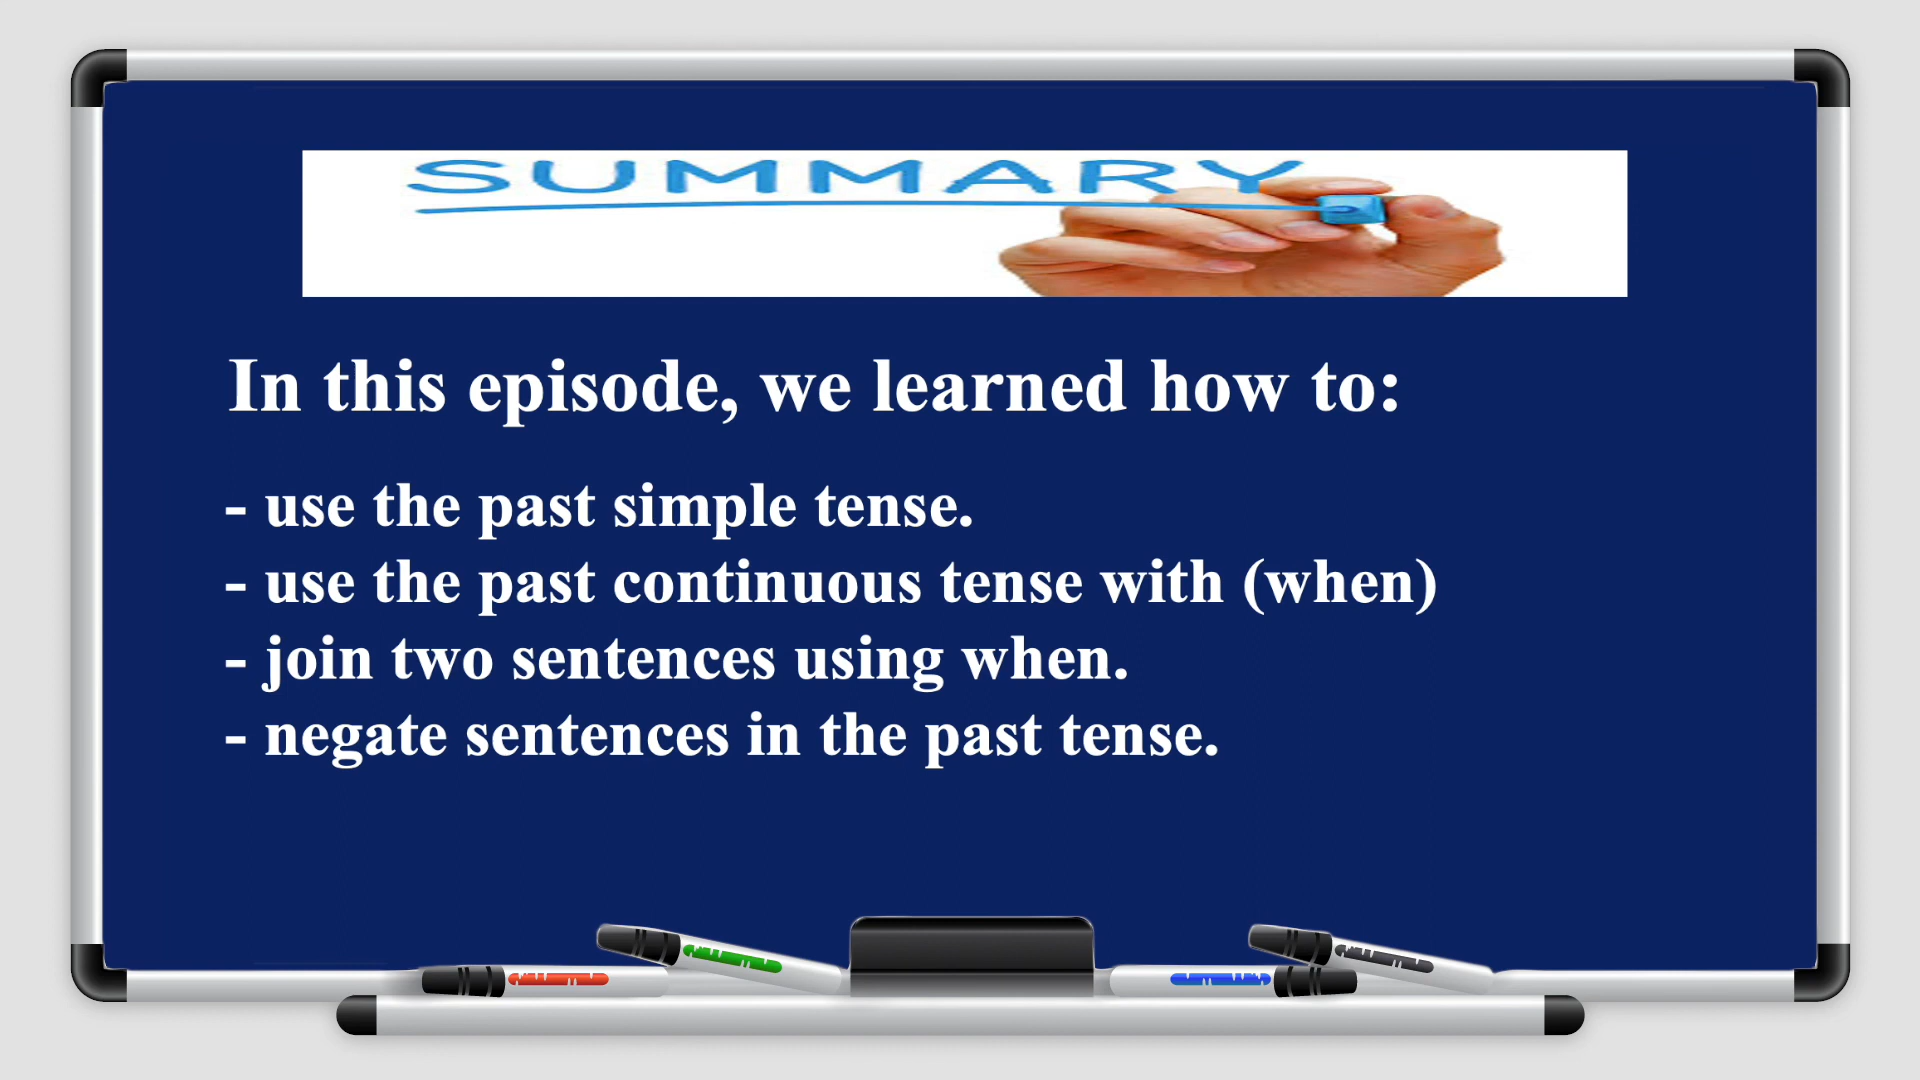 SUMMARY
In this episode, we learned how to:
- use the past simple tense.
- use the past continuous tense with (when)
- join two sentences using when.
- negate sentences in the past tense.